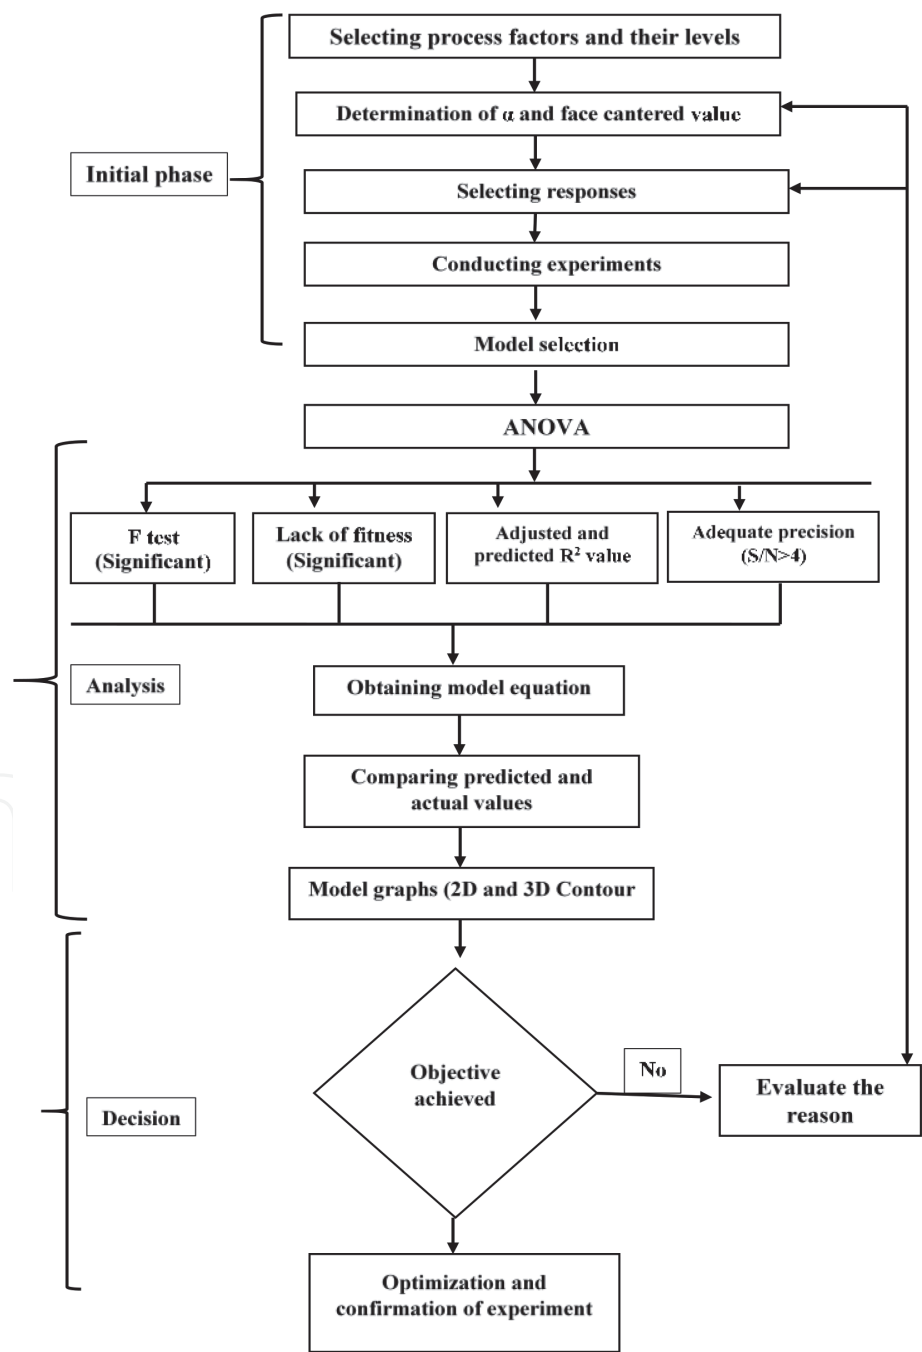 Selecting process factors and their levels
Determination of α and face cantered value
Initial phase
Selecting responses
Conducting experiments
Model selection
ANOVA
F test
(Significant)
Lack of fitness
(Significant)
Adjusted and
predicted R² value
Adequate precision
(S/N>4)
Analysis
Obtaining model equation
Comparing predicted and
actual values
Model graphs (2D and 3D Contour
Decision
Objective
achieved
No
Evaluate the
reason
Optimization and
confirmation of experiment